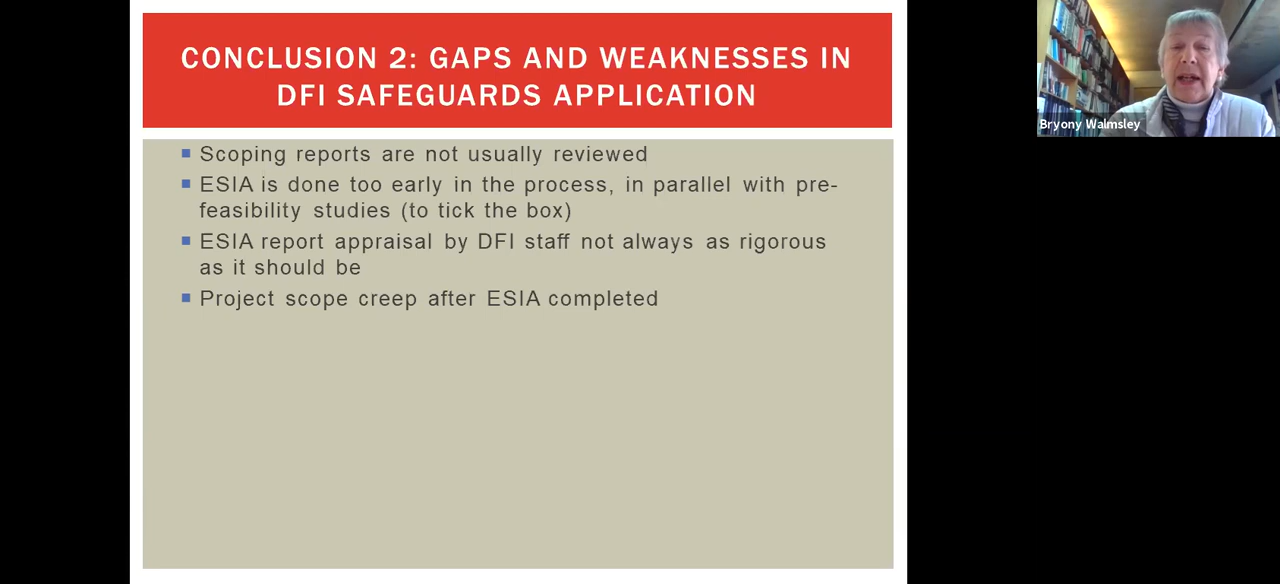 CONCLUSION 2: GAPS AND WEAKNESSES IN
DFI SAFEGUARDS APPLICATION
Scoping reports are not usually reviewed
ESIA is done too early in the process, in parallel with pre-
feasibility studies (to tick the box)
ESIA report appraisal by DFI staff not always as rigorous
as it should be
Project scope creep after ESIA completed
Bryony Walmsley